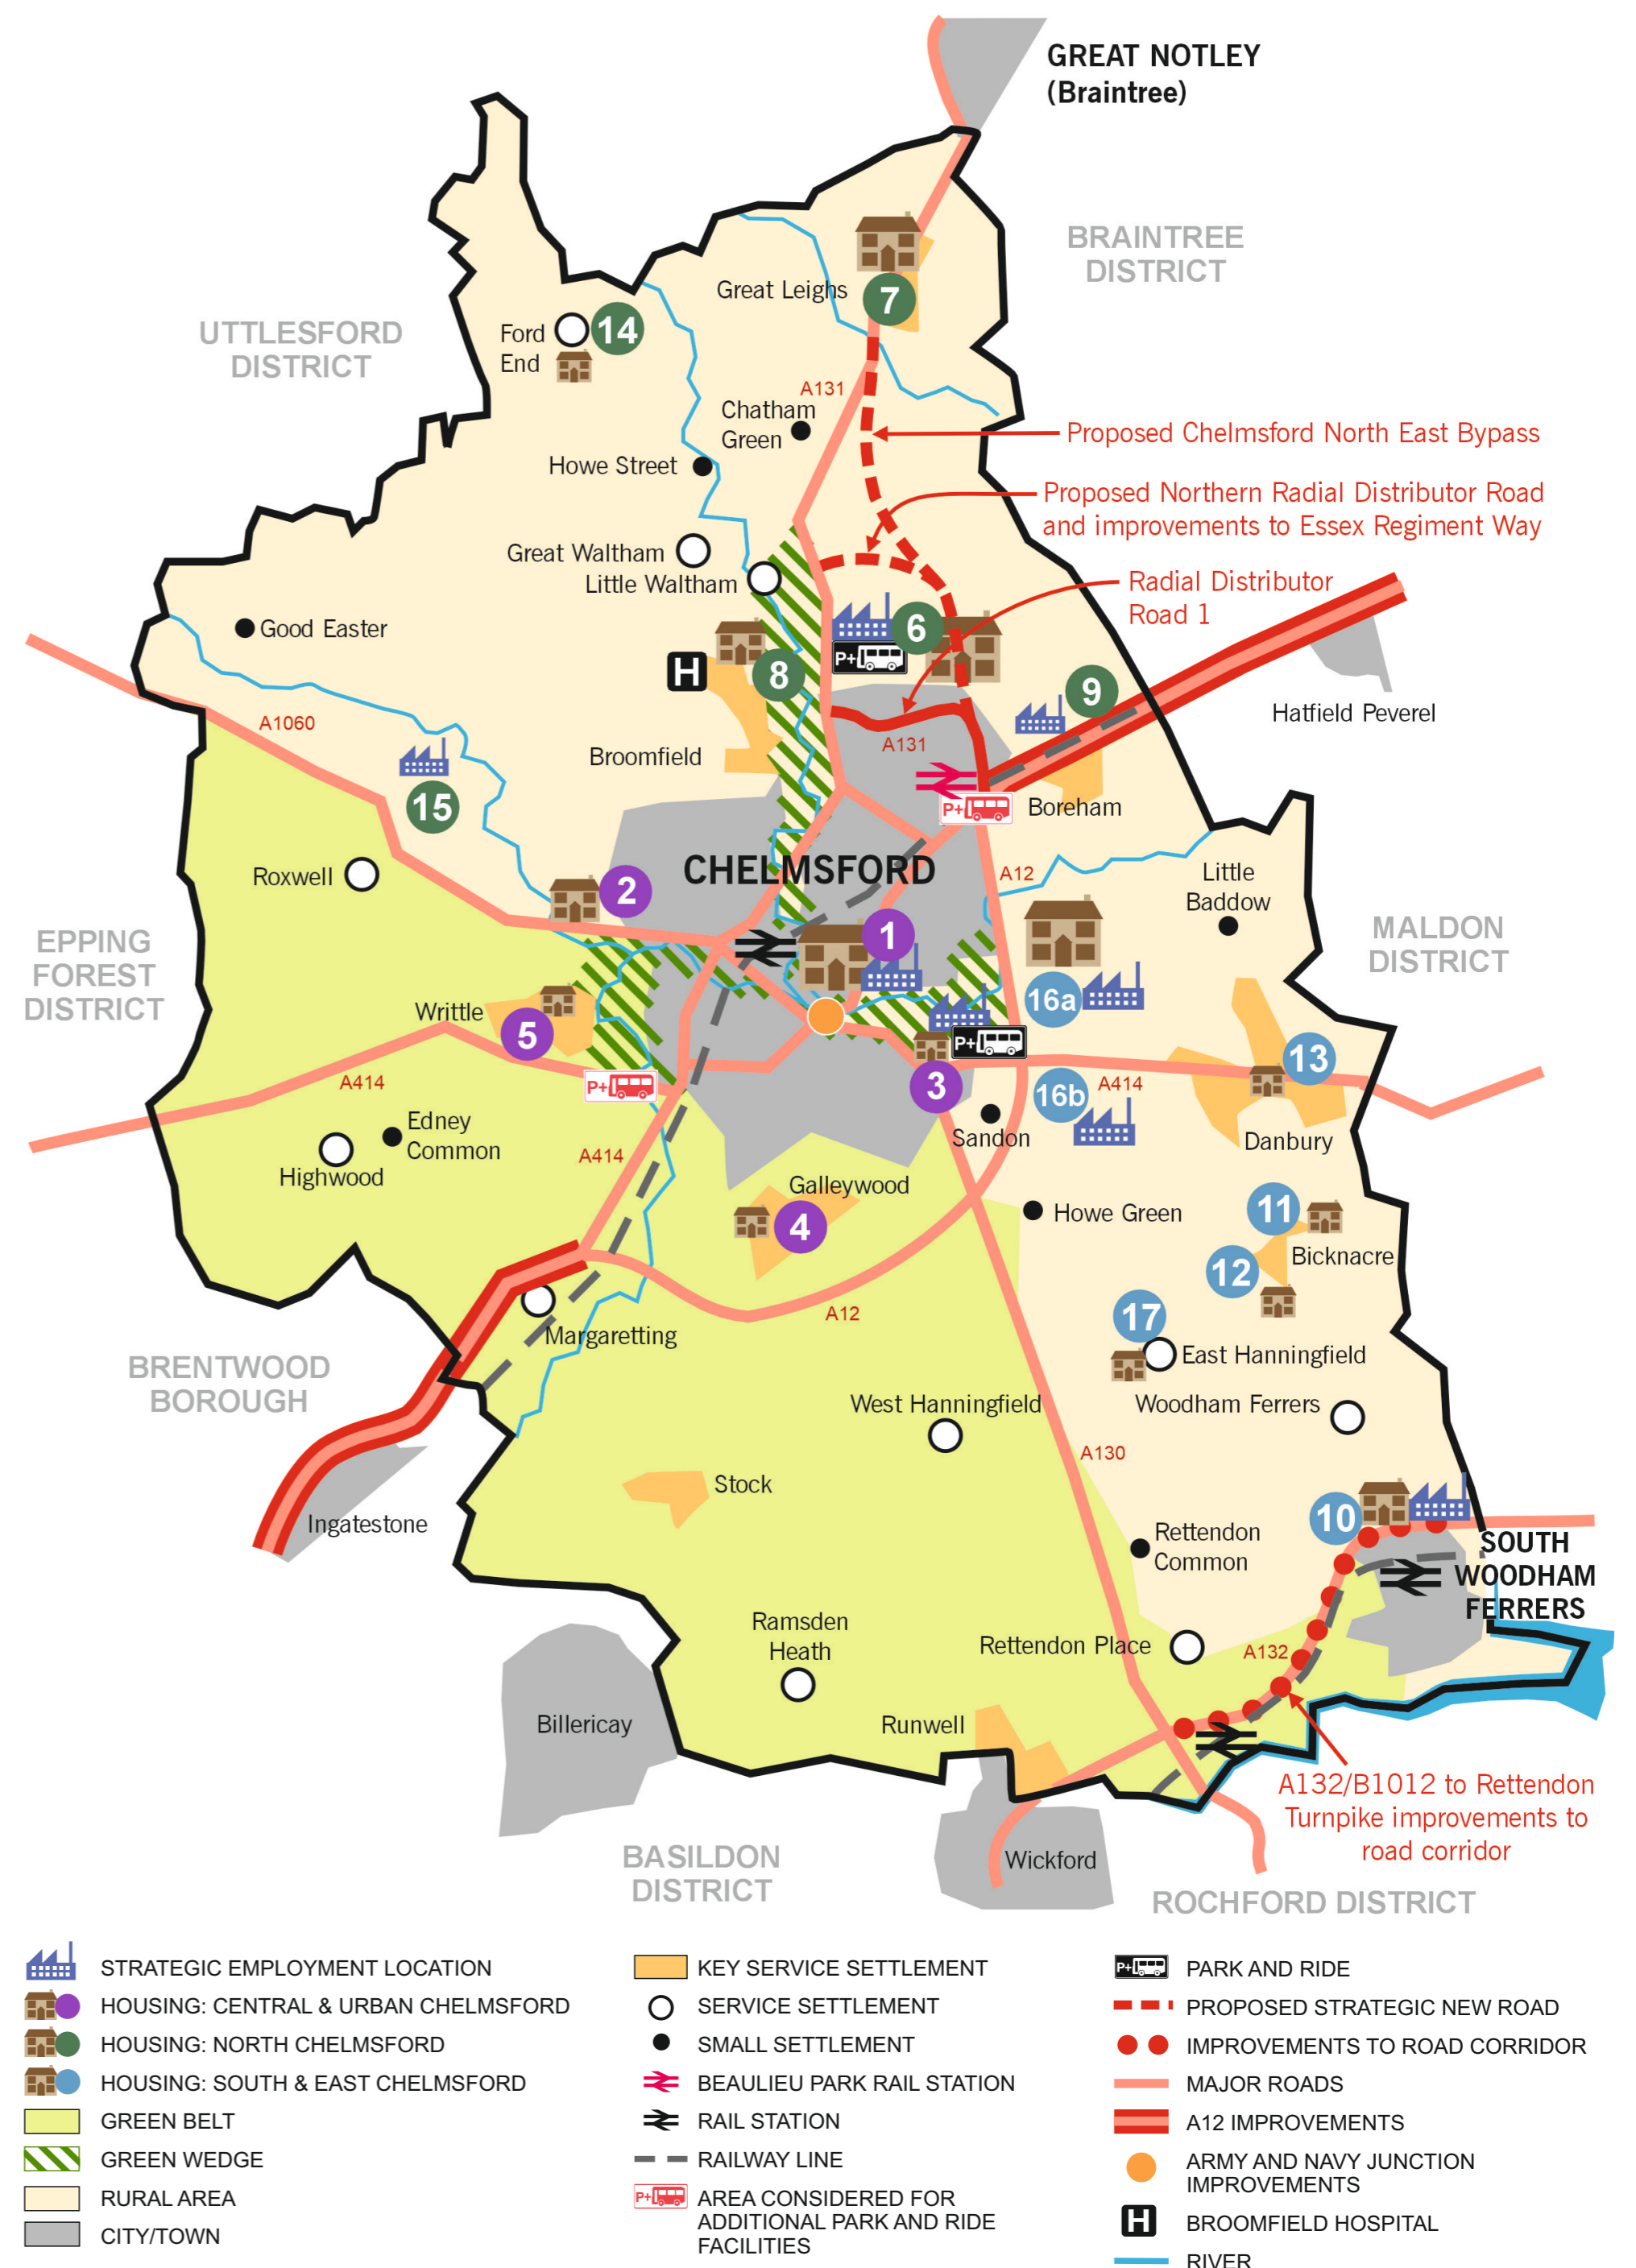 GREAT NOTLEY
(Braintree)
BRAINTREE
DISTRICT
Great Leighs
7
UTTLESFORD
DISTRICT
Ford
End
14
A131
Chatham
Green
Proposed Chelmsford North East Bypass
Howe Street
Proposed Northern Radial Distributor Road
and improvements to Essex Regiment Way
Great Waltham
Little Waltham
Radial Distributor
Road 1
Good Easter
6
P+
H
8
9
Hatfield Peverel
A1060
A131
Broomfield
15
P+
Boreham
CHELMSFORD
Roxwell
2
A12
Little
Baddow
1
EPPING
FOREST
DISTRICT
MALDON
DISTRICT
16a
Writtle
5
P+
13
A414
P+
3
16b
A414
Edney
Common
Sandon
Danbury
A414
Highwood
Galleywood
4
Howe Green
11
Bicknacre
12
A12
17
Margaretting
East Hanningfield
BRENTWOOD
BOROUGH
West Hanningfield
Woodham Ferrers
A130
Stock
Ingatestone
10
Rettendon
Common
SOUTH
WOODHAM
FERRERS
Ramsden
Heath
Rettendon Place
A132
Billericay
Runwell
A132/B1012 to Rettendon
Turnpike improvements to
road corridor
BASILDON
DISTRICT
Wickford
ROCHFORD DISTRICT
STRATEGIC EMPLOYMENT LOCATION
HOUSING: CENTRAL & URBAN CHELMSFORD
HOUSING: NORTH CHELMSFORD
HOUSING: SOUTH & EAST CHELMSFORD
GREEN BELT
GREEN WEDGE
RURAL AREA
CITY/TOWN
KEY SERVICE SETTLEMENT
SERVICE SETTLEMENT
SMALL SETTLEMENT
BEAULIEU PARK RAIL STATION
RAIL STATION
RAILWAY LINE
P+
AREA CONSIDERED FOR
ADDITIONAL PARK AND RIDE
FACILITIES
P+
PARK AND RIDE
PROPOSED STRATEGIC NEW ROAD
IMPROVEMENTS TO ROAD CORRIDOR
MAJOR ROADS
A12 IMPROVEMENTS
ARMY AND NAVY JUNCTION
IMPROVEMENTS
H
BROOMFIELD HOSPITAL
RIVER